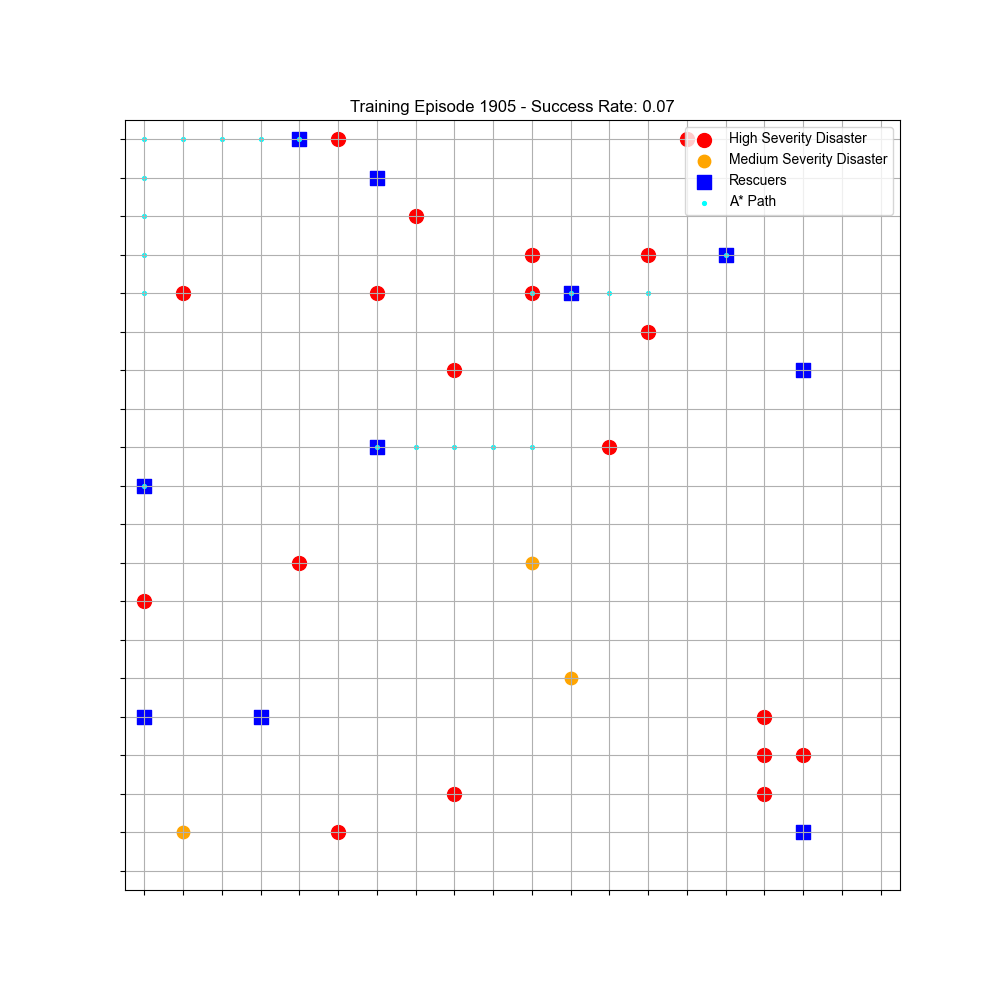 Training Episode 1905 - Success Rate: 0.07
High Severity Disaster
Medium Severity Disaster
Rescuers
A* Path